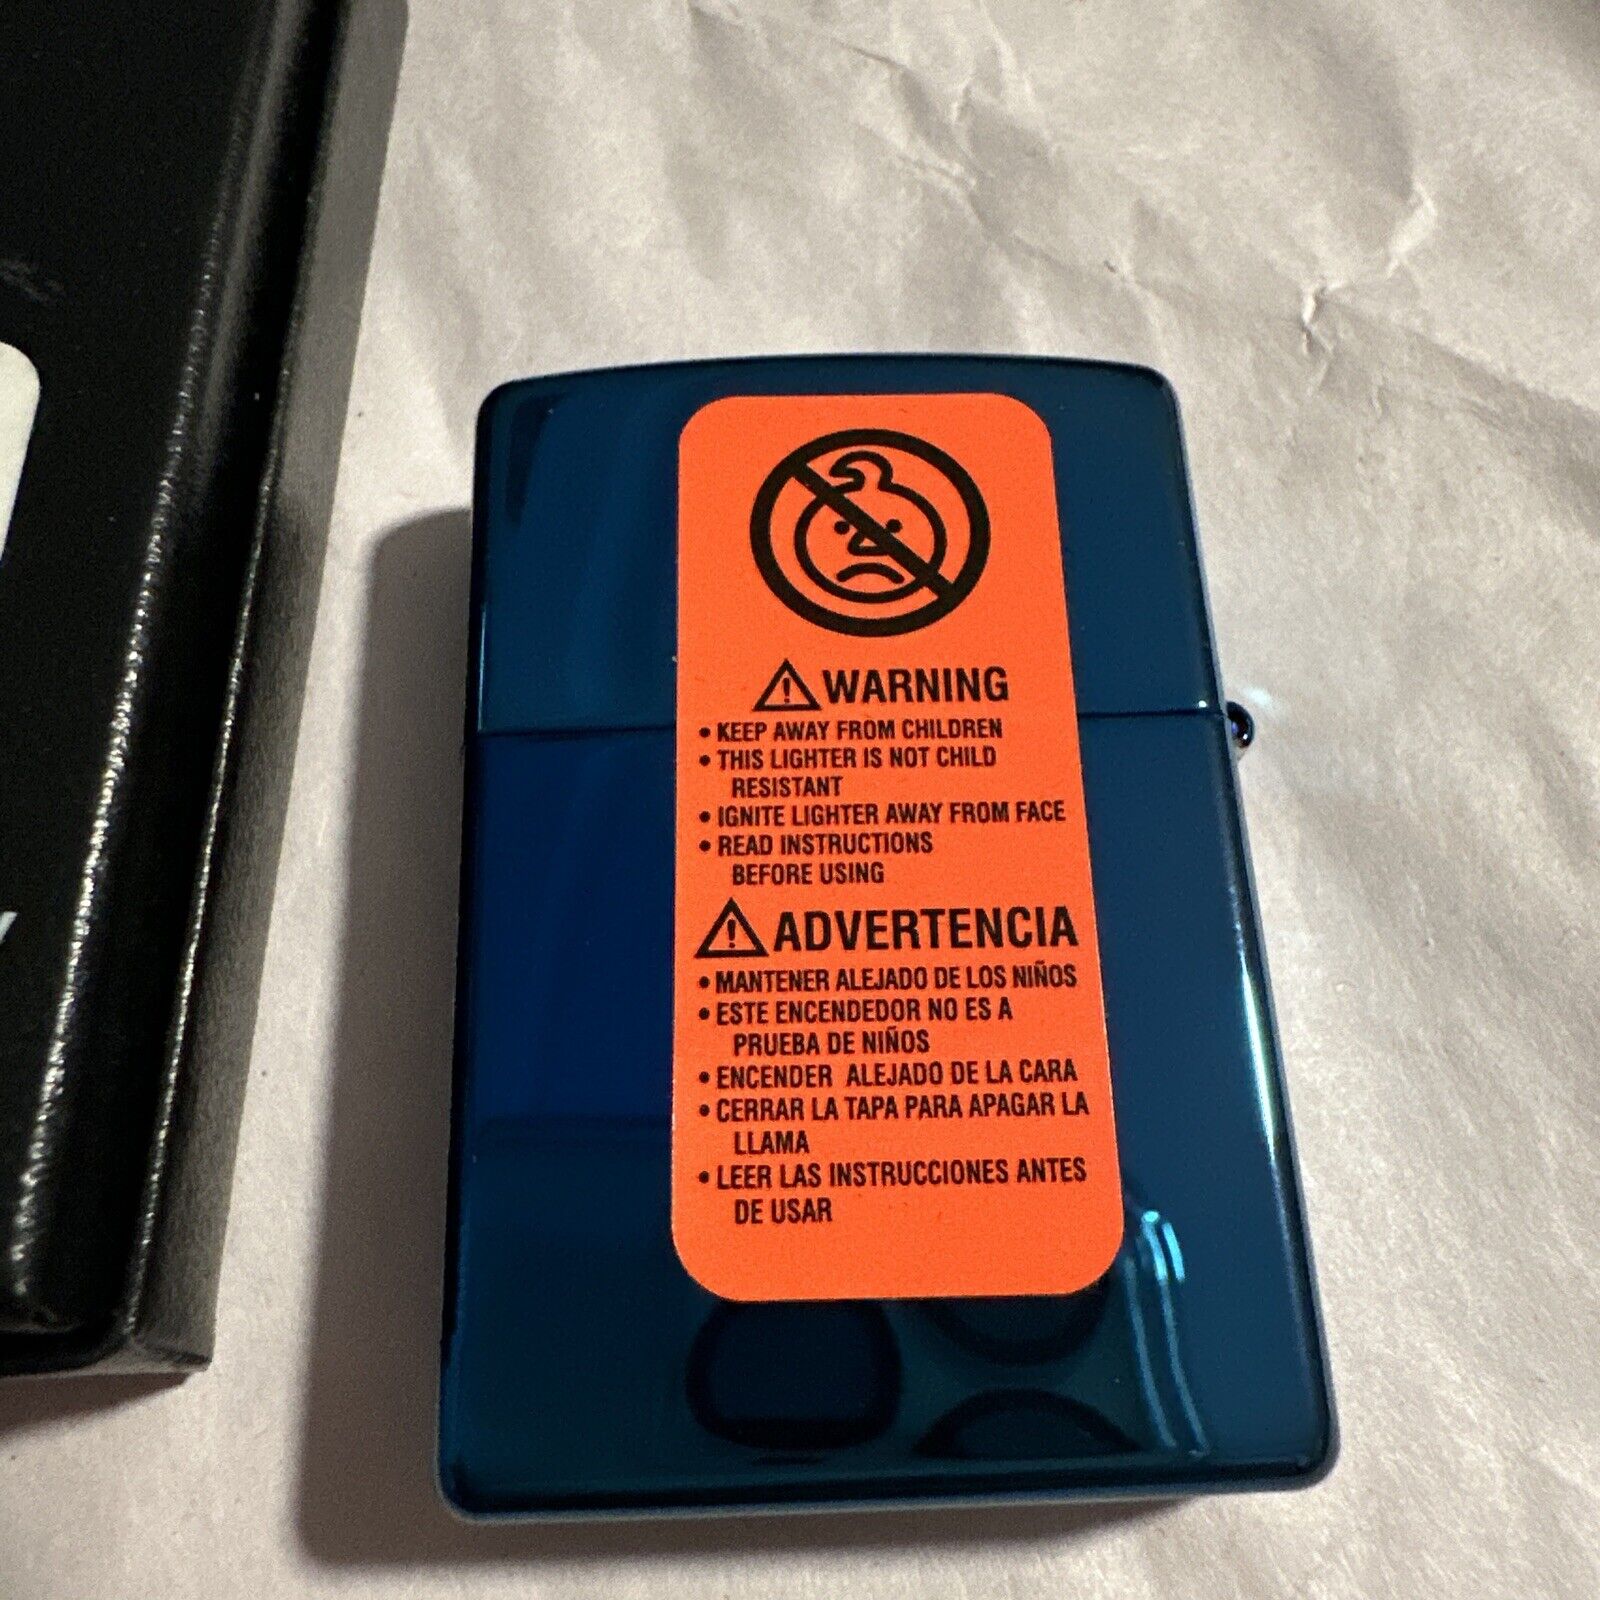 WARNING
• KEEP AWAY FROM CHILDREN
• THIS LIGHTER IS NOT CHILD
RESISTANT
• IGNITE LIGHTER AWAY FROM FACE
• READ INSTRUCTIONS
BEFORE USING
ADVERTENCIA
• MANTENER ALEJADO DE LOS NIÑOS
• ESTE ENCENDEDOR NO ES A
PRUEBA DE NIÑOS
• ENCENDER ALEJADO DE LA CARA
• CERRAR LA TAPA PARA APAGAR LA
LLAMA
• LEER LAS INSTRUCCIONES ANTES
DE USAR